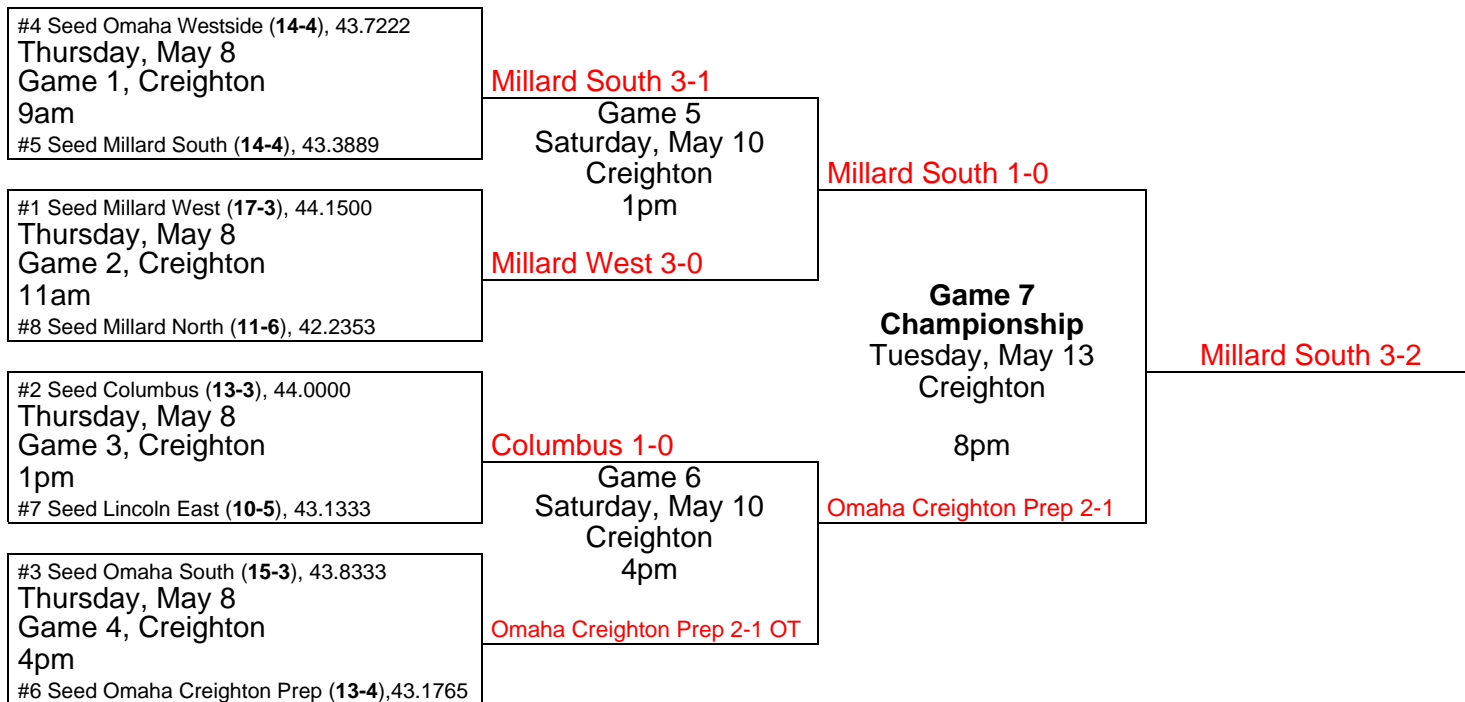 #4 Seed Omaha Westside (14-4), 43.7222
Thursday, May 8
Game 1, Creighton
9am
#5 Seed Millard South (14-4), 43.3889
#1 Seed Millard West (17-3), 44.1500
Thursday, May 8
Game 2, Creighton
11am
#8 Seed Millard North (11-6), 42.2353
#2 Seed Columbus (13-3), 44.0000
Thursday, May 8
Game 3, Creighton
1pm
#7 Seed Lincoln East (10-5), 43.1333
#3 Seed Omaha South (15-3), 43.8333
Thursday, May 8
Game 4, Creighton
4pm
#6 Seed Omaha Creighton Prep (13-4),43.1765
Millard South 3-1
Game 5
Saturday, May 10
Creighton
1pm
Millard West 3-0
Columbus 1-0
Game 6
Saturday, May 10
Creighton
4pm
Omaha Creighton Prep 2-1 OT
Millard South 1-0
Game 7
Championship
Tuesday, May 13
Creighton
8pm
Omaha Creighton Prep 2-1
Millard South 3-2